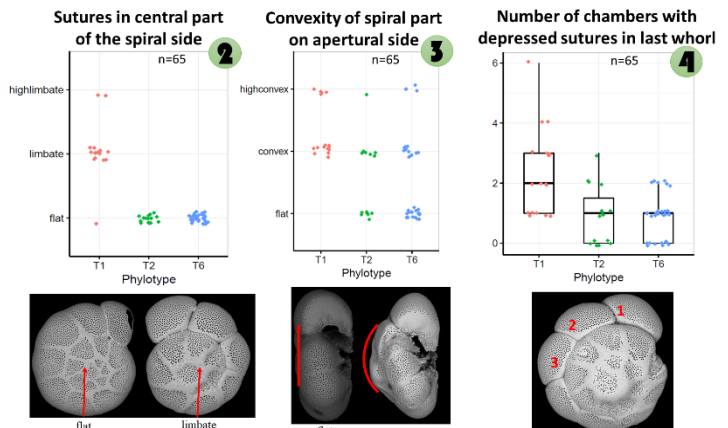 Sutures in central part
of the spiral side
2
n=65
highlimbate
limbate
flat
T1 T2 T6
Phylotype
flat
limbate
Convexity of spiral part
on apertural side
3
n=65
highconvex
convex
flat
T1 T2 T6
Phylotype
Number of chambers with
depressed sutures in last whorl
4
n=65
6
4
2
0
T1 T2 T6
Phylotype
1
2
3